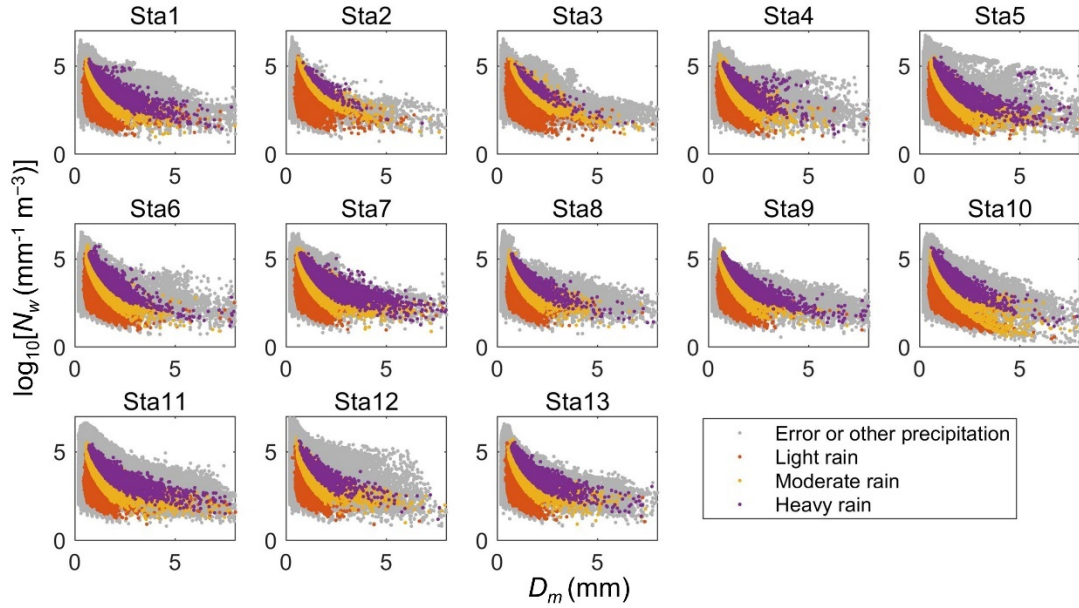 Sta1 Sta2 Sta3 Sta4 Sta5
5 5 5 5 5
0 0 0 0 0
0 5 0 5 0 5 0 5 0 5
Sta6 Sta7 Sta8 Sta9 Sta10
5 5 5 5 5
0 0 0 0 0
0 5 0 5 0 5 0 5 0 5
Sta11 Sta12 Sta13
5 5 5
0 0 0
0 5 0 5 0 5
log₁₀[N_w (mm⁻¹ m⁻³)]
D_m (mm)
Error or other precipitation
Light rain
Moderate rain
Heavy rain